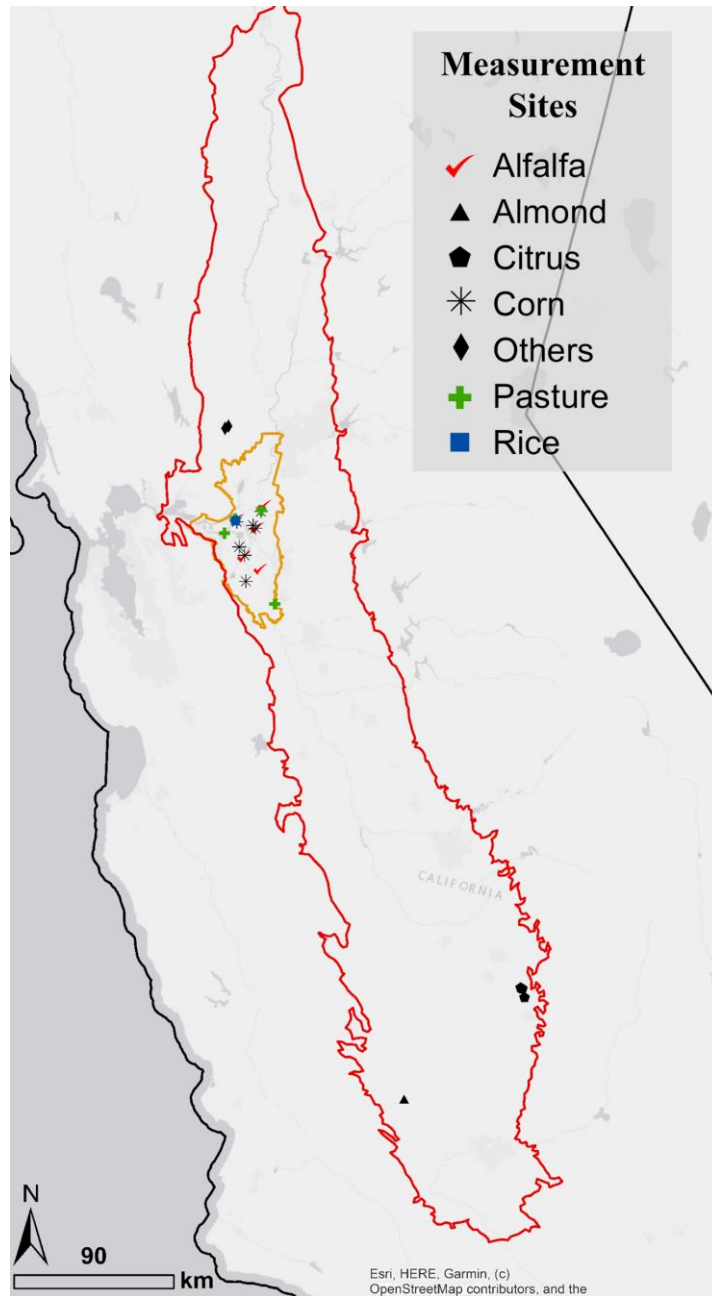 Measurement
Sites
Alfalfa
Almond
Citrus
Corn
Others
Pasture
Rice
CALIFORNIA
N
90
km
Esri, HERE, Garmin, (c)
OpenStreetMap contributors, and the